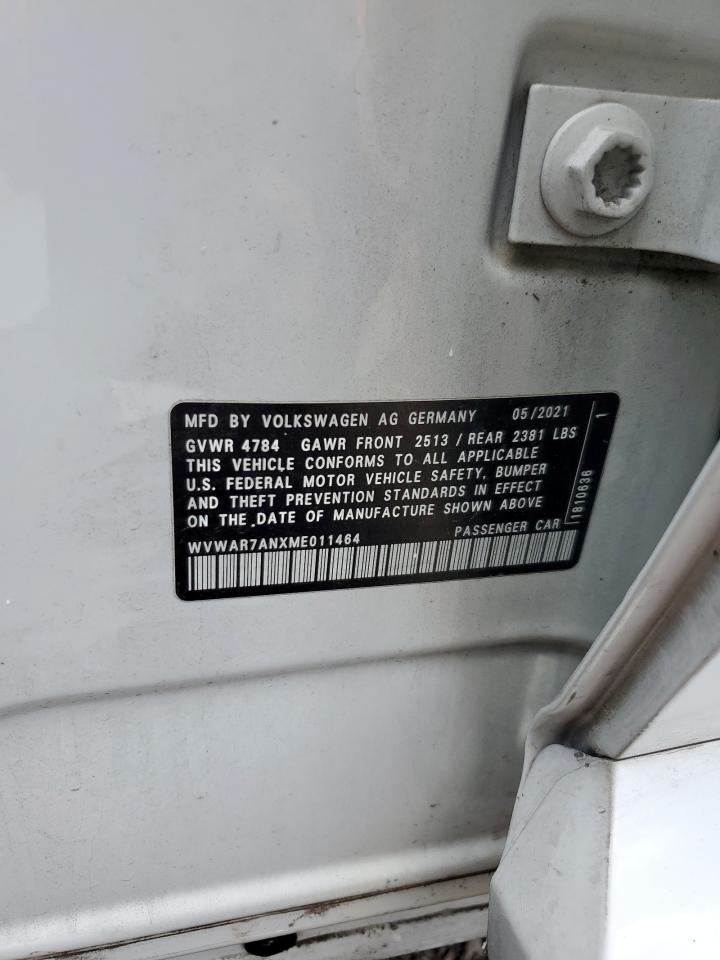 MFD BY VOLKSWAGEN AG GERMANY 05/2021
GVWR 4784 GAWR FRONT 2513 / REAR 2381 LBS
THIS VEHICLE CONFORMS TO ALL APPLICABLE
U.S. FEDERAL MOTOR VEHICLE SAFETY, BUMPER
AND THEFT PREVENTION STANDARDS IN EFFECT
ON THE DATE OF MANUFACTURE SHOWN ABOVE
WVWAR7ANXME011464 PASSENGER CAR
1810636 1